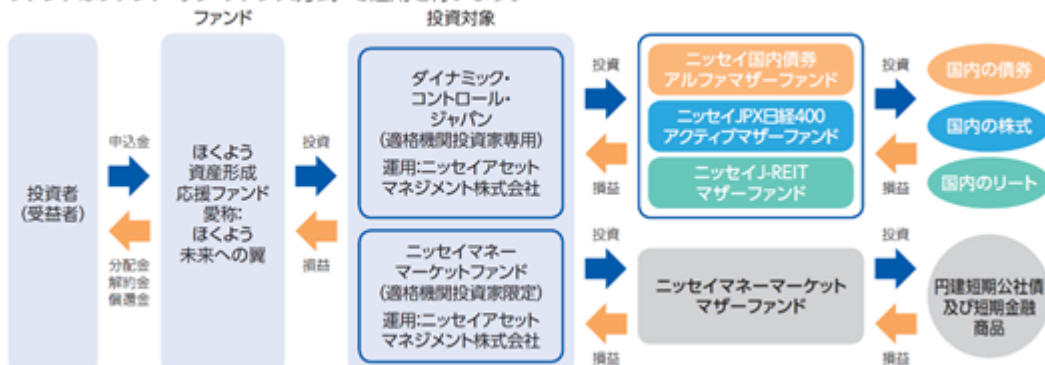 ファンド
投資対象
投資者
(受益者)
申込金
分配金
解約金
償還金
ほくよう
資産形成
応援ファンド
愛称:
ほくよう
未来への翼
投資
損益
ダイナミック・
コントロール・
ジャパン
(適格機関投資家専用)
運用:ニッセイアセット
マネジメント株式会社
ニッセイマネー
マーケットファンド
(適格機関投資家限定)
運用:ニッセイアセット
マネジメント株式会社
投資
損益
ニッセイ国内債券
アルファマザーファンド
ニッセイJPX日経400
アクティブマザーファンド
ニッセイJ-REIT
マザーファンド
投資
損益
国内の債券
国内の株式
国内のリート
投資
損益
ニッセイマネーマーケット
マザーファンド
投資
損益
円建短期公社債
及び短期金融
商品